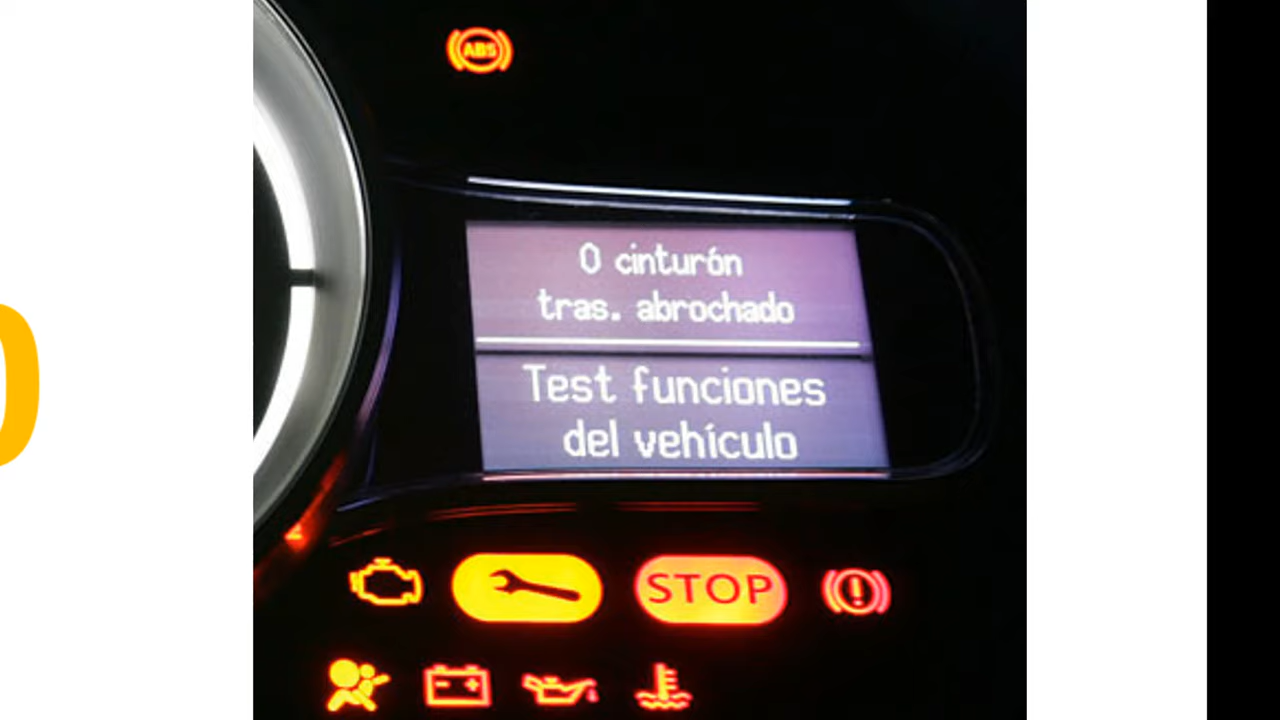 ABS
0 cinturón
tras. abrochado
Test funciones
del vehículo
STOP